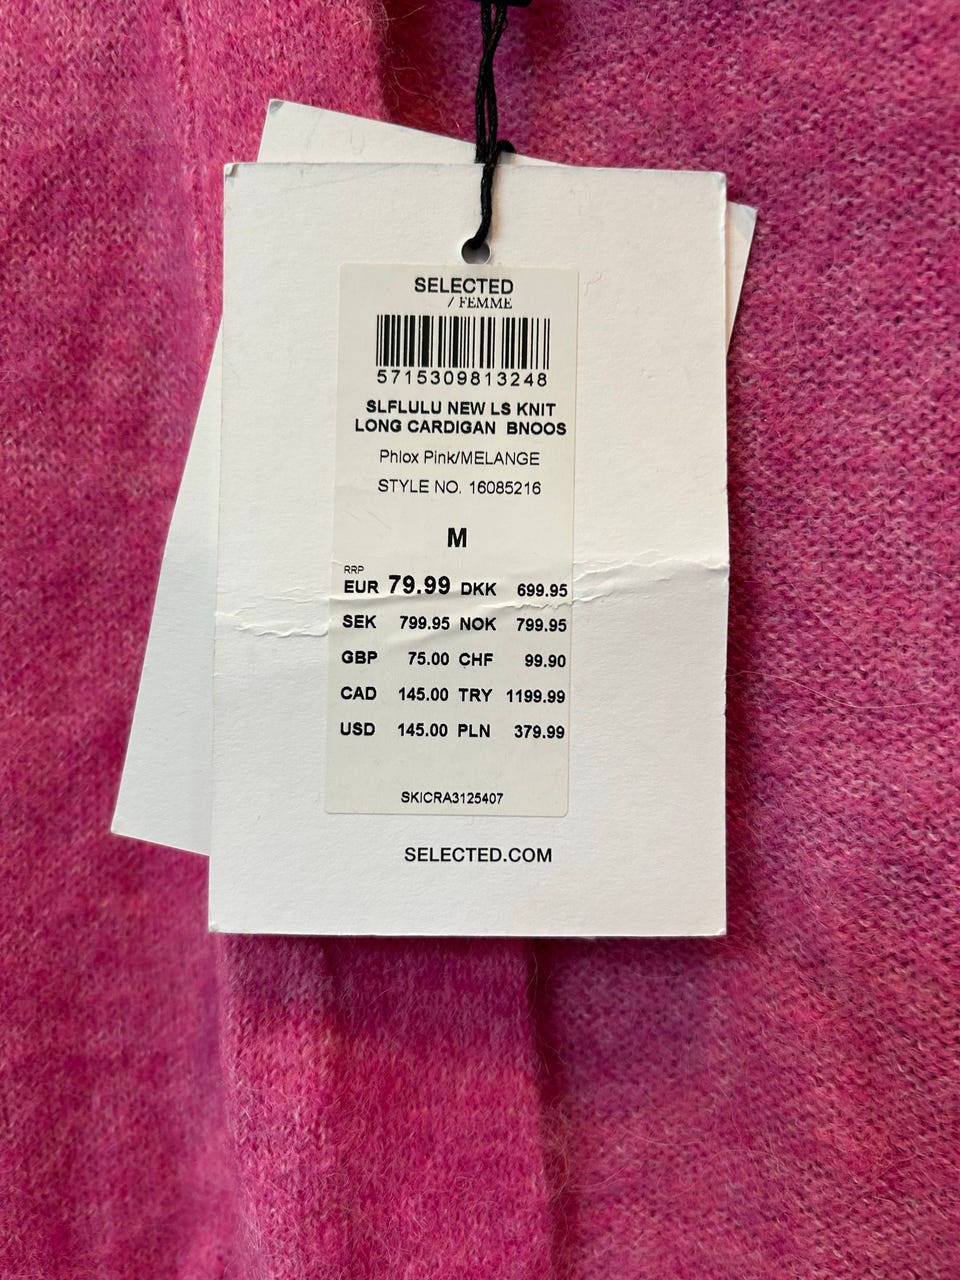 SELECTED
/ FEMME
5715309813248
SLFLULU NEW LS KNIT
LONG CARDIGAN BNOOS
Phlox Pink/MELANGE
STYLE NO. 16085216
M
RRP
EUR 79.99 DKK 699.95
SEK 799.95 NOK 799.95
GBP 75.00 CHF 99.90
CAD 145.00 TRY 1199.99
USD 145.00 PLN 379.99
SKICRA3125407
SELECTED.COM